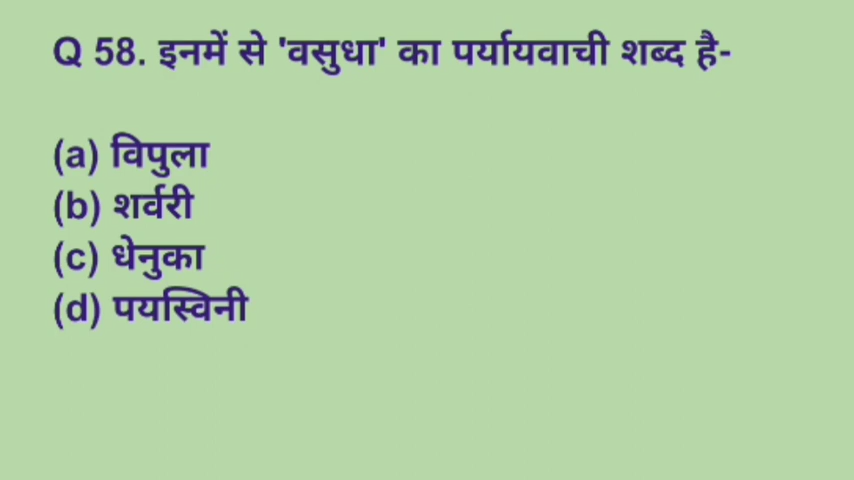 Q 58. इनमें से 'वसुधा' का पर्यायवाची शब्द है-
(a) विपुला
(b) शर्वरी
(c) धेनुका
(d) पयस्विनी